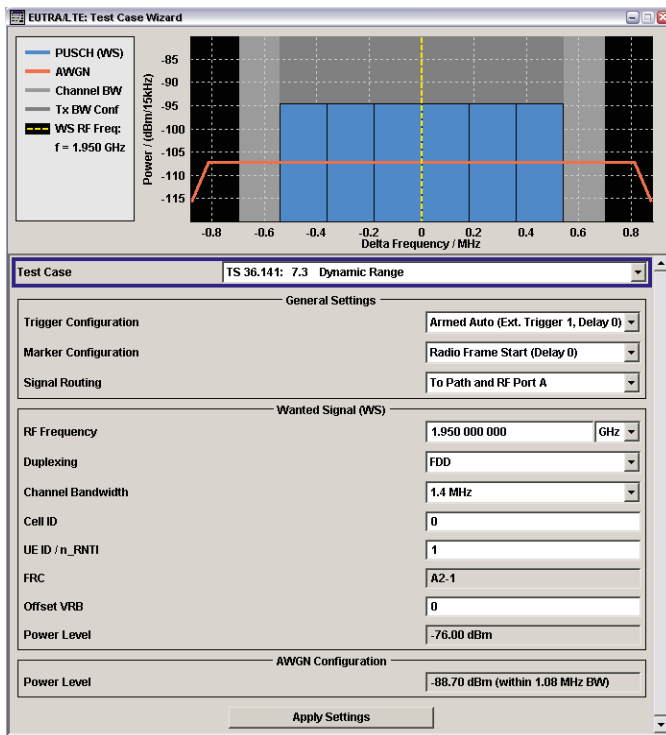 EUTRA/LTE: Test Case Wizard
PUSCH (WS)
AWGN
Channel BW
Tx BW Conf
WS RF Freq:
f = 1.950 GHz
Power / (dBm/15kHz)
-85
-90
-95
-100
-105
-110
-115
-0.8 -0.6 -0.4 -0.2 0 0.2 0.4 0.6 0.8
Delta Frequency / MHz
Test Case TS 36.141: 7.3 Dynamic Range
General Settings
Trigger Configuration Armed Auto (Ext. Trigger 1, Delay 0)
Marker Configuration Radio Frame Start (Delay 0)
Signal Routing To Path and RF Port A
Wanted Signal (WS)
RF Frequency 1.950 000 000 GHz
Duplexing FDD
Channel Bandwidth 1.4 MHz
Cell ID 0
UE ID / n_RNTI 1
FRC A2-1
Offset VRB 0
Power Level -76.00 dBm
AWGN Configuration
Power Level -88.70 dBm (within 1.08 MHz BW)
Apply Settings